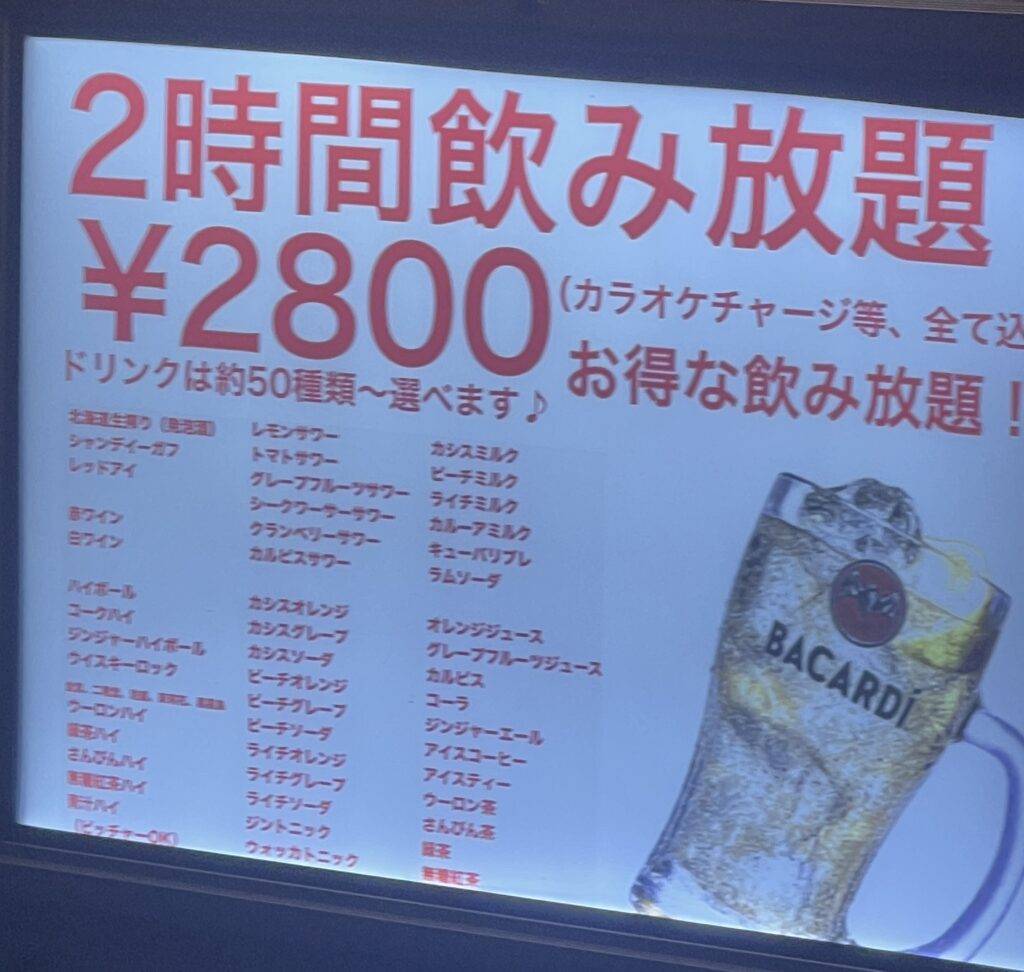 2時間飲み放題
¥2800
(カラオケチャージ等、全て込
お得な飲み放題！
ドリンクは約50種類〜選べます♪
北海道生搾り（発泡酒）
シャンディーガフ
レッドアイ
赤ワイン
白ワイン
ハイボール
コークハイ
ジンジャーハイボール
ウイスキーロック
ウーロンハイ
緑茶ハイ
さんぴんハイ
無糖紅茶ハイ
青汁ハイ
（ピッチャーOK）
レモンサワー
トマトサワー
グレープフルーツサワー
シークワーサーサワー
クランベリーサワー
カルピスサワー
カシスオレンジ
カシスグレープ
カシスソーダ
ピーチオレンジ
ピーチグレープ
ピーチソーダ
ライチオレンジ
ライチグレープ
ライチソーダ
ジントニック
ウォッカトニック
カシスミルク
ピーチミルク
ライチミルク
カルーアミルク
キューバリブレ
ラムソーダ
オレンジジュース
グレープフルーツジュース
カルピス
コーラ
ジンジャーエール
アイスコーヒー
アイスティー
ウーロン茶
さんぴん茶
緑茶
無糖紅茶
BACARDÍ